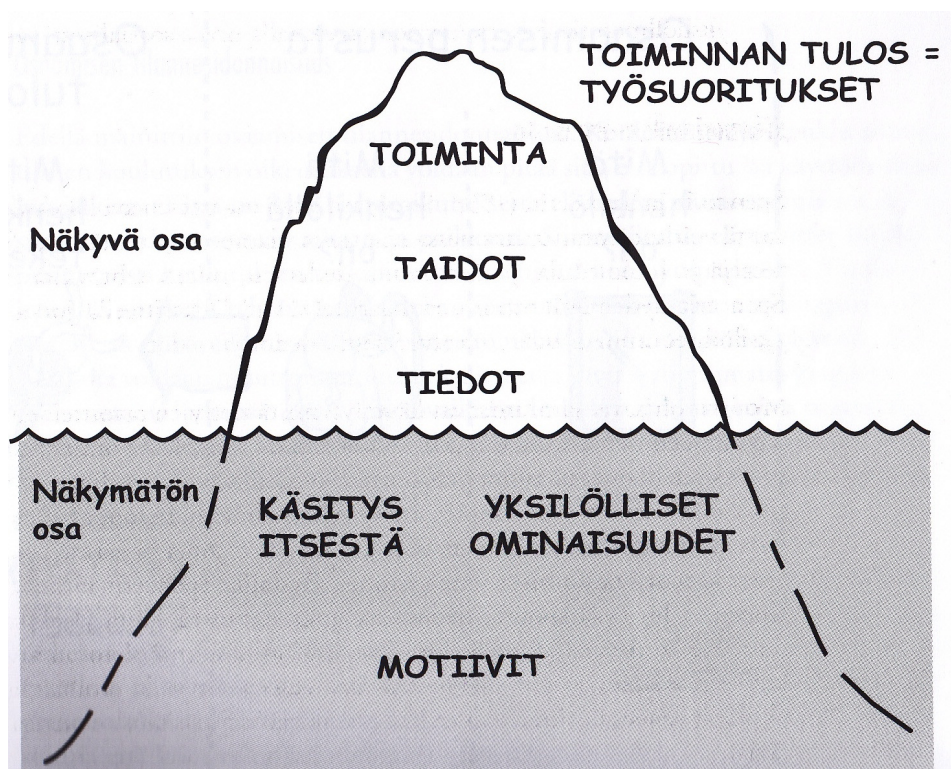 TOIMINNAN TULOS =
TYÖSUORITUKSET
TOIMINTA
Näkyvä osa
TAIDOT
TIEDOT
Näkymätön
osa
KÄSITYS
ITSESTÄ
YKSILÖLLISET
OMINAISUUDET
MOTIIVIT